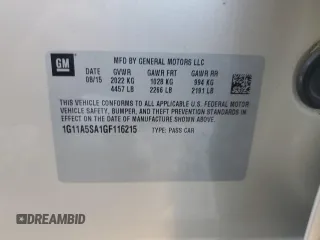 GM
MFD BY GENERAL MOTORS LLC
DATE GVWR GAWR FRT GAWR RR
08/15 2022 KG 1028 KG 994 KG
4457 LB 2266 LB 2191 LB
THIS VEHICLE CONFORMS TO ALL APPLICABLE U.S. FEDERAL MOTOR
VEHICLE SAFETY, BUMPER, AND THEFT PREVENTION STANDARDS
IN EFFECT ON THE DATE OF MANUFACTURE SHOWN ABOVE.
1G11A5SA1GF116215 TYPE: PASS CAR
DREAMBID